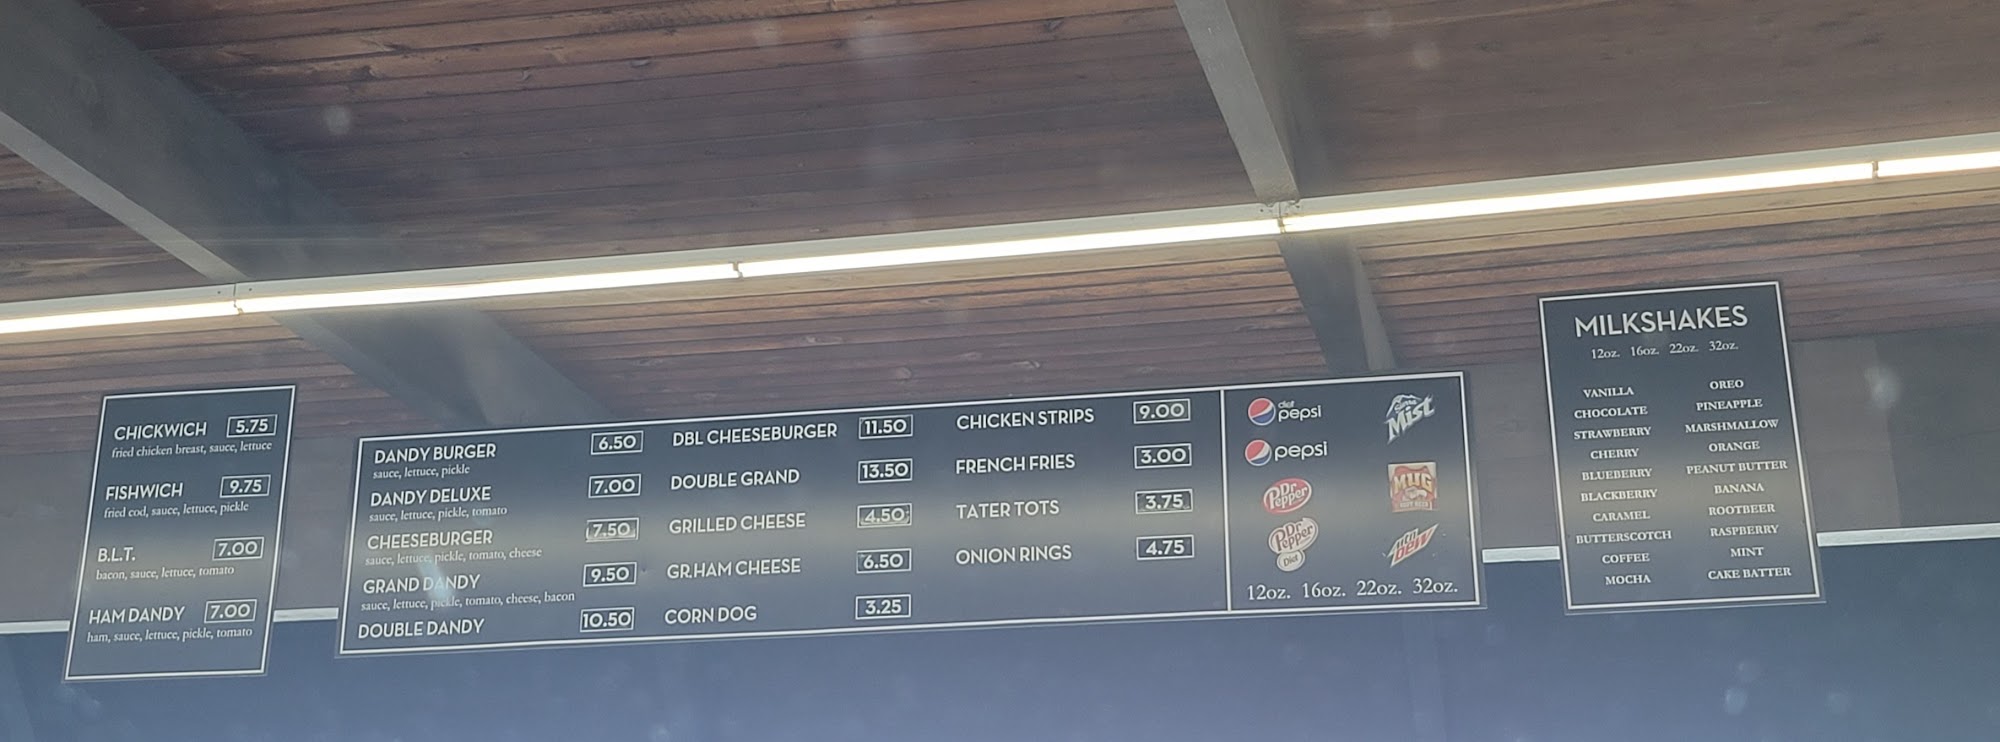 CHICKWICH 5.75
fried chicken breast, sauce, lettuce
FISHWICH 9.75
fried cod, sauce, lettuce, pickle
B.L.T. 7.00
bacon, sauce, lettuce, tomato
HAM DANDY 7.00
ham, sauce, lettuce, pickle, tomato
DANDY BURGER 6.50
sauce, lettuce, pickle
DANDY DELUXE 7.00
sauce, lettuce, pickle, tomato
CHEESEBURGER 7.50
sauce, lettuce, pickle, tomato, cheese
GRAND DANDY 9.50
sauce, lettuce, pickle, tomato, cheese, bacon
DOUBLE DANDY 10.50
DBL CHEESEBURGER 11.50
DOUBLE GRAND 13.50
GRILLED CHEESE 4.50
GR.HAM CHEESE 6.50
CORN DOG 3.25
CHICKEN STRIPS 9.00
FRENCH FRIES 3.00
TATER TOTS 3.75
ONION RINGS 4.75
diet
pepsi
pepsi
Dr
Pepper
Dr
Pepper
Diet
Mist
MUG
ROOT BEER
mtn
DEW
12oz. 16oz. 22oz. 32oz.
MILKSHAKES
12oz. 16oz. 22oz. 32oz.
VANILLA
CHOCOLATE
STRAWBERRY
CHERRY
BLUEBERRY
BLACKBERRY
CARAMEL
BUTTERSCOTCH
COFFEE
MOCHA
OREO
PINEAPPLE
MARSHMALLOW
ORANGE
PEANUT BUTTER
BANANA
ROOTBEER
RASPBERRY
MINT
CAKE BATTER